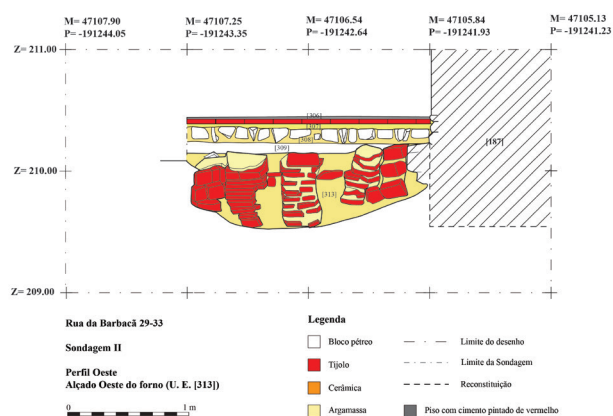 M= 47107.90 M= 47107.25 M= 47106.54 M= 47105.84 M= 47105.13
P= -191244.05 P= -191243.35 P= -191242.64 P= -191241.93 P= -191241.23
Z= 211.00
[306]
[307]
[308]
[309]
[187]
Z= 210.00
[313]
Z= 209.00
Rua da Barbacã 29-33
Sondagem II
Perfil Oeste
Alçado Oeste do forno (U. E. [313])
0 1 m
Legenda
Bloco pétreo
Tijolo
Cerâmica
Argamassa
Limite do desenho
Limite da Sondagem
Reconstituição
Piso com cimento pintado de vermelho